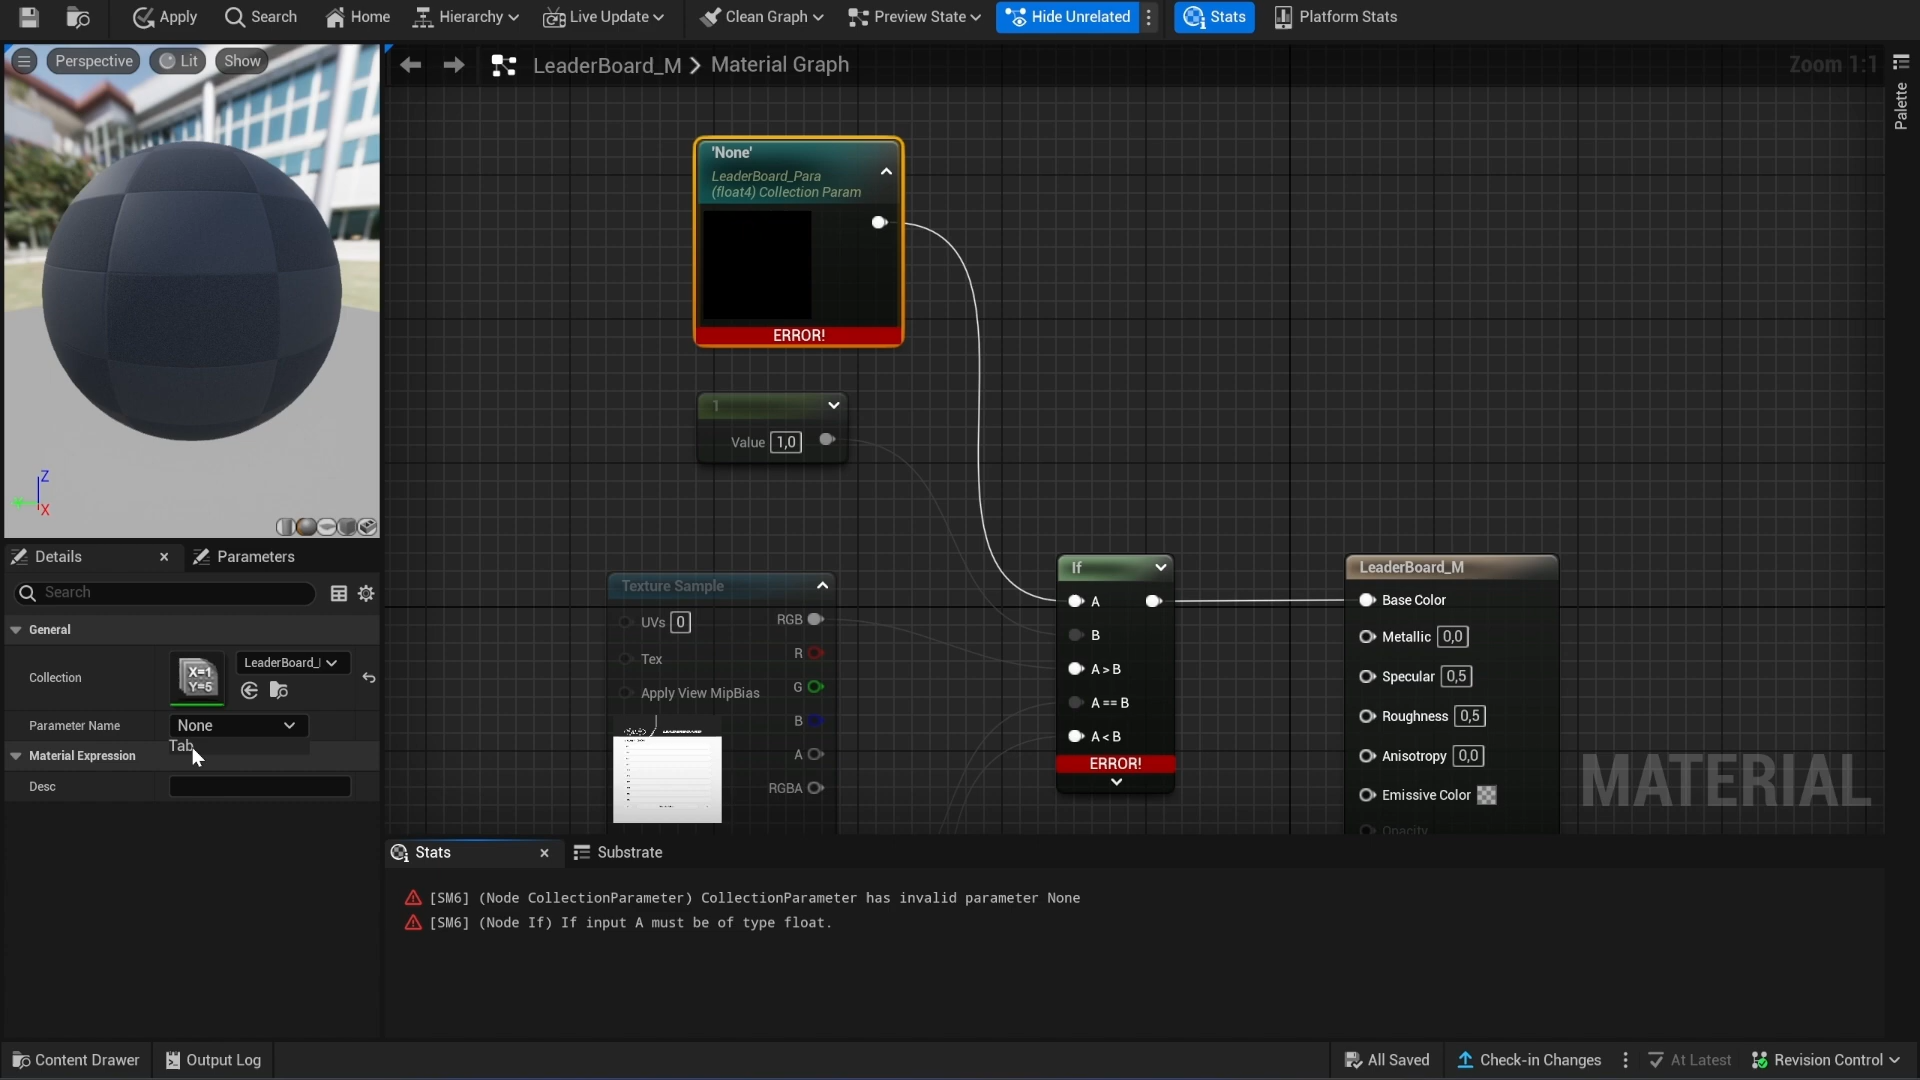 Apply
Search
Home
Hierarchy
Live Update
Clean Graph
Preview State
Hide Unrelated
Stats
Platform Stats
Perspective
Lit
Show
LeaderBoard_M > Material Graph
Zoom 1:1
Palette
'None'
LeaderBoard_Para
(float4) Collection Param
ERROR!
1
Value 1,0
Z
X
Details
Parameters
Search
General
Collection
X=1
Y=5
LeaderBoard_
Parameter Name
None
Tab
Material Expression
Desc
Texture Sample
UVs 0
RGB
Tex
R
Apply View MipBias
G
B
A
RGBA
If
A
B
A > B
A == B
A < B
ERROR!
LeaderBoard_M
Base Color
Metallic 0,0
Specular 0,5
Roughness 0,5
Anisotropy 0,0
Emissive Color
Opacity
MATERIAL
Stats
Substrate
[SM6] (Node CollectionParameter) CollectionParameter has invalid parameter None
[SM6] (Node If) If input A must be of type float.
Content Drawer
Output Log
All Saved
Check-in Changes
At Latest
Revision Control